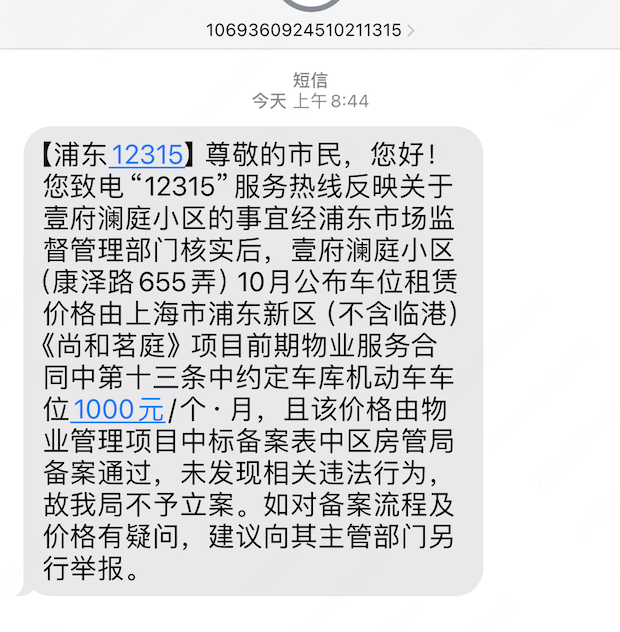 1069360924510211315
短信
今天 上午8:44
【浦东12315】尊敬的市民，您好！
您致电“12315”服务热线反映关于
壹府澜庭小区的事宜经浦东市场监
督管理部门核实后，壹府澜庭小区
（康泽路655弄）10月公布车位租赁
价格由上海市浦东新区（不含临港）
《尚和茗庭》项目前期物业服务合
同中第十三条中约定车库机动车车
位1000元/个·月，且该价格由物
业管理项目中标备案表中区房管局
备案通过，未发现相关违法行为，
故我局不予立案。如对备案流程及
价格有疑问，建议向其主管部门另
行举报。